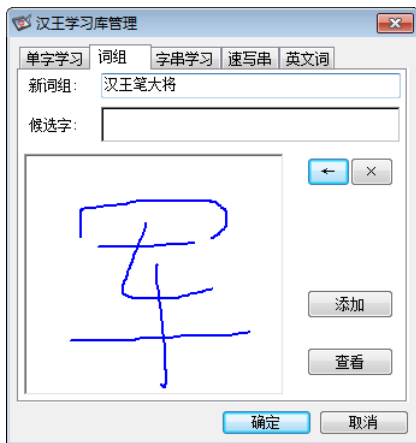 汉王学习库管理
单字学习 词组 字串学习 速写串 英文词
新词组: 汉王笔大将
候选字:
← ×
军
添加
查看
确定 取消